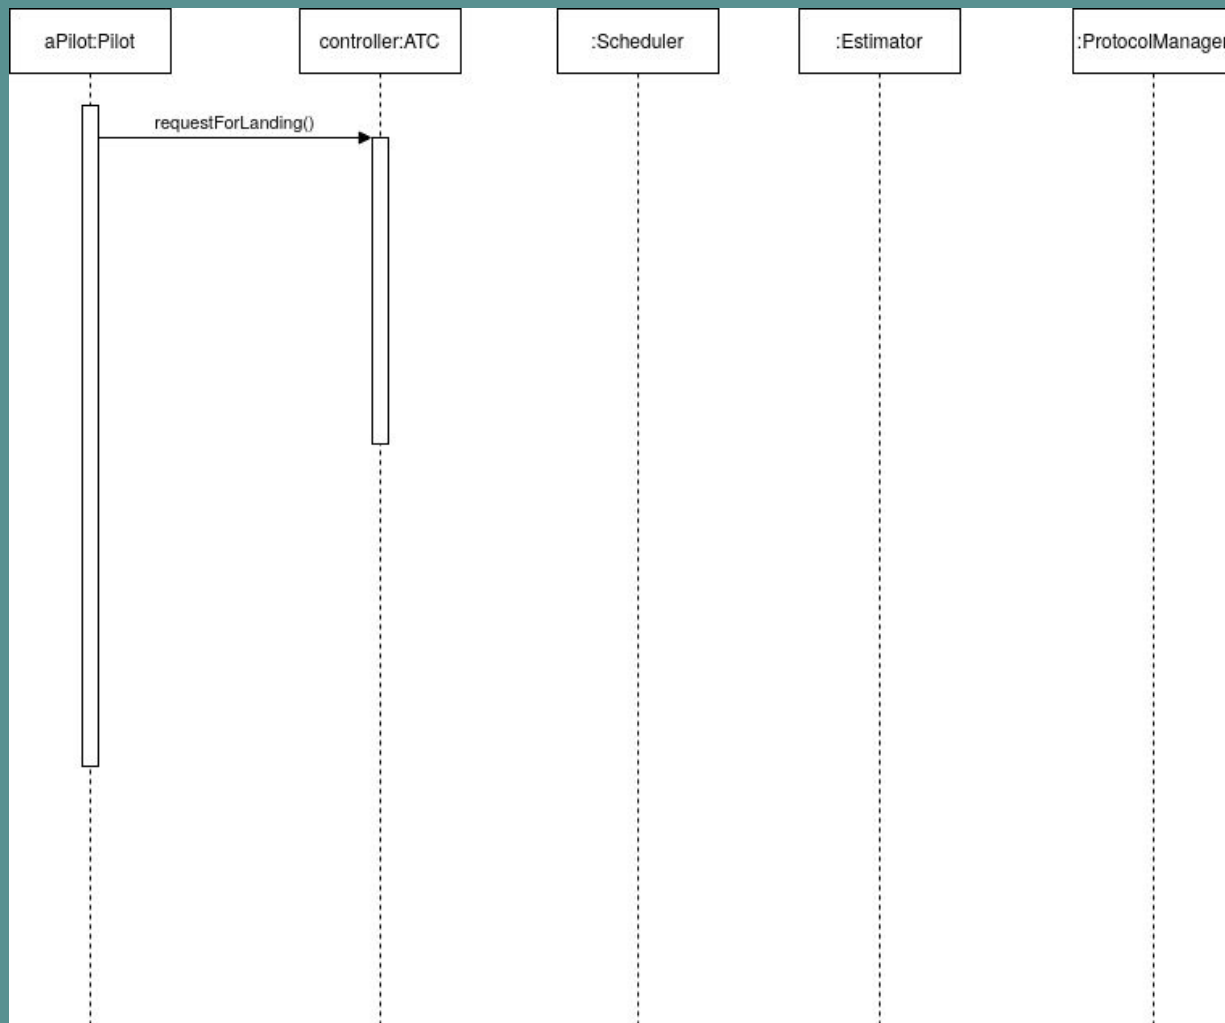 aPilot:Pilot
controller:ATC
:Scheduler
:Estimator
:ProtocolManager
requestForLanding()